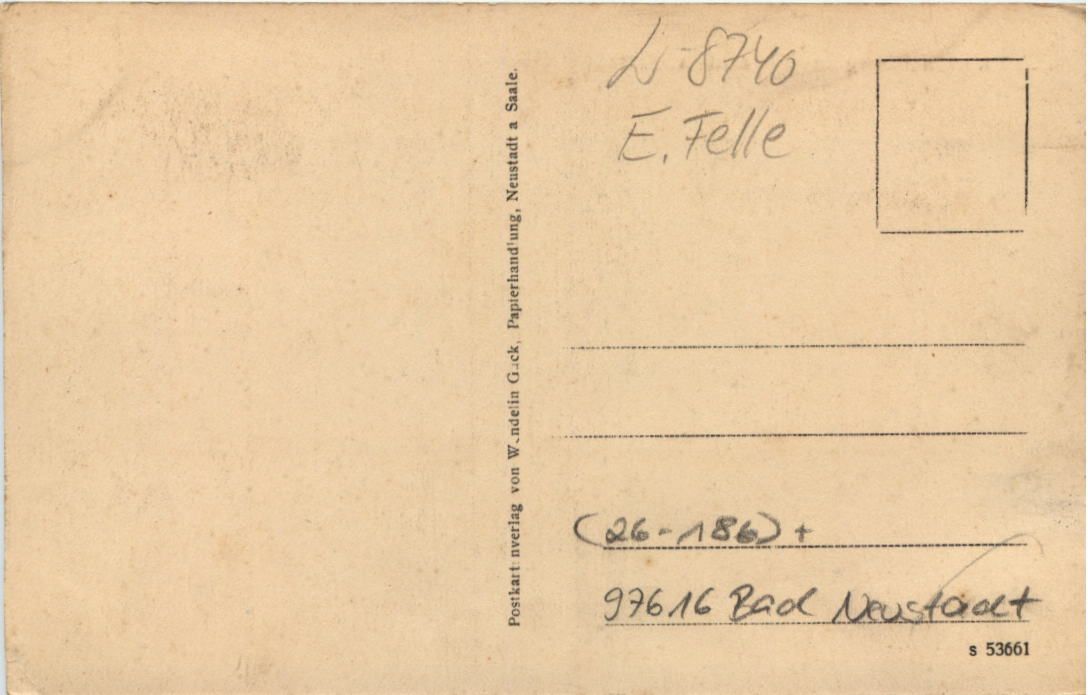 Postkartenverlag von Wendelin Gack, Papierhandlung, Neustadt a Saale.
W-8740
E. Felle
(26-186) +
97616 Bad Neustadt
s 53661